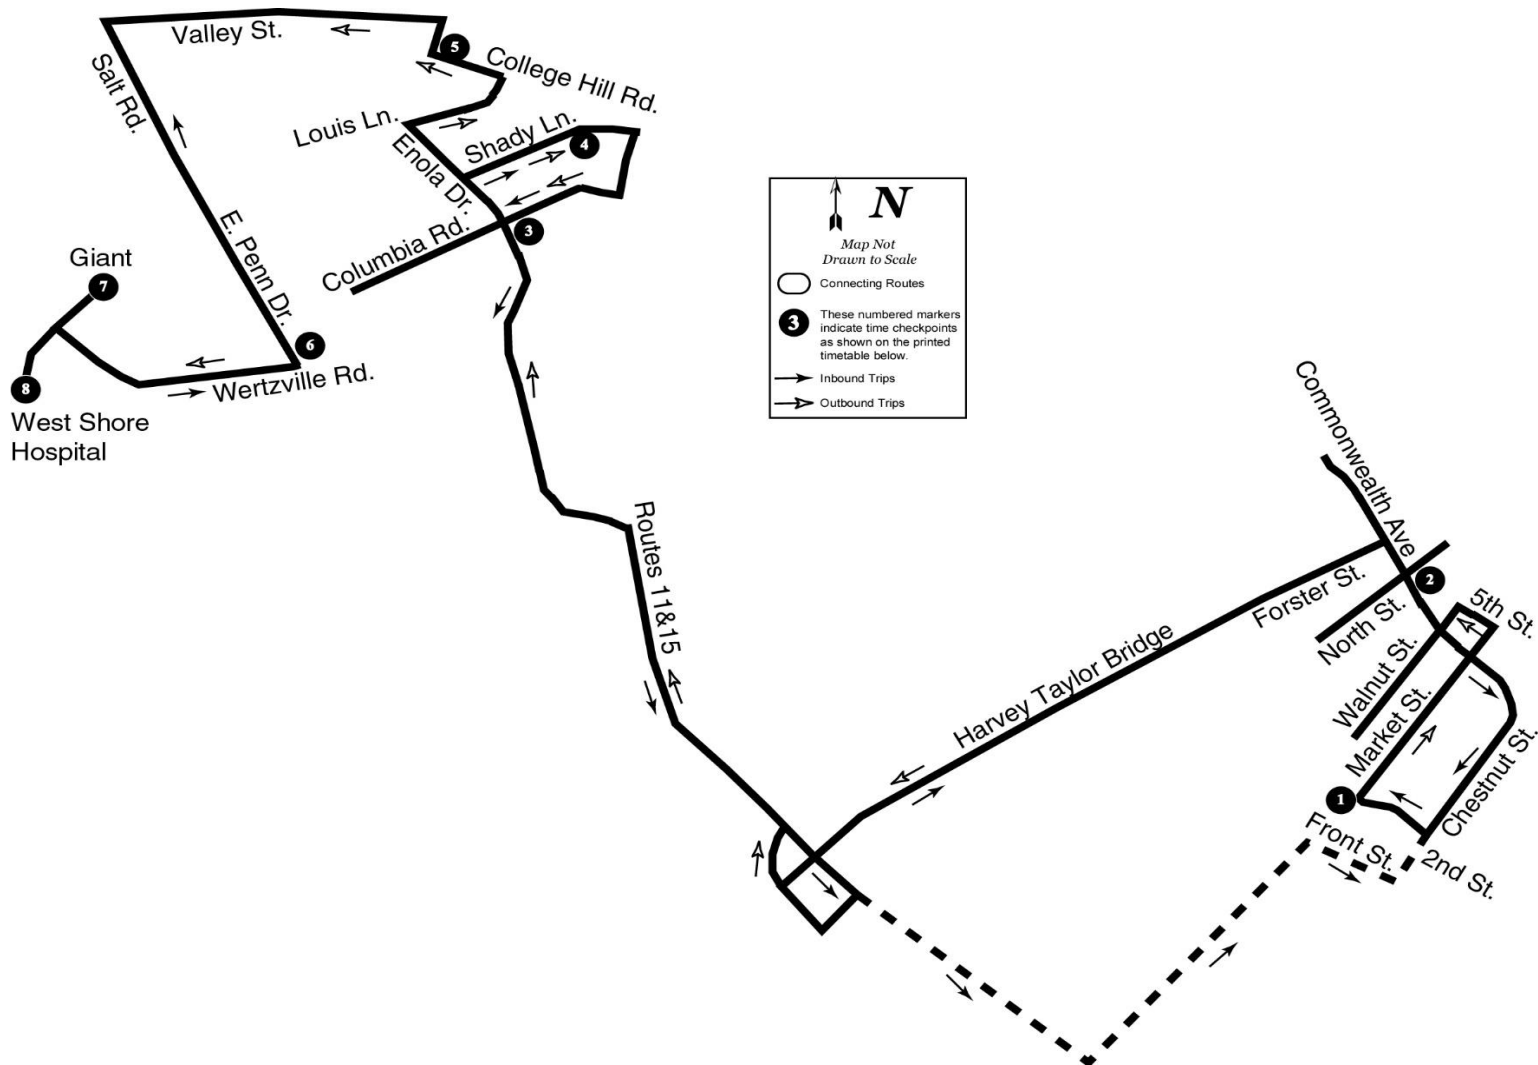 Valley St.
5
College Hill Rd.
Salt Rd.
Louis Ln.
Shady Ln.
4
Enola Dr.
3
Columbia Rd.
E. Penn Dr.
Giant
7
6
Wertzville Rd.
8
West Shore
Hospital
N
Map Not
Drawn to Scale
Connecting Routes
3
These numbered markers
indicate time checkpoints
as shown on the printed
timetable below.
Inbound Trips
Outbound Trips
Routes 11&15
Harvey Taylor Bridge
Commonwealth Ave
Forster St.
2
North St.
5th St.
Walnut St.
Market St.
Chestnut St.
1
Front St.
2nd St.